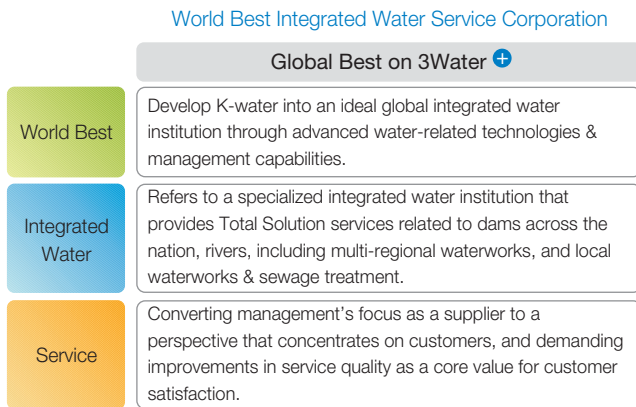 World Best Integrated Water Service Corporation
Global Best on 3Water +
World Best
Develop K-water into an ideal global integrated water
institution through advanced water-related technologies &
management capabilities.
Integrated
Water
Refers to a specialized integrated water institution that
provides Total Solution services related to dams across the
nation, rivers, including multi-regional waterworks, and local
waterworks & sewage treatment.
Service
Converting management's focus as a supplier to a
perspective that concentrates on customers, and demanding
improvements in service quality as a core value for customer
satisfaction.